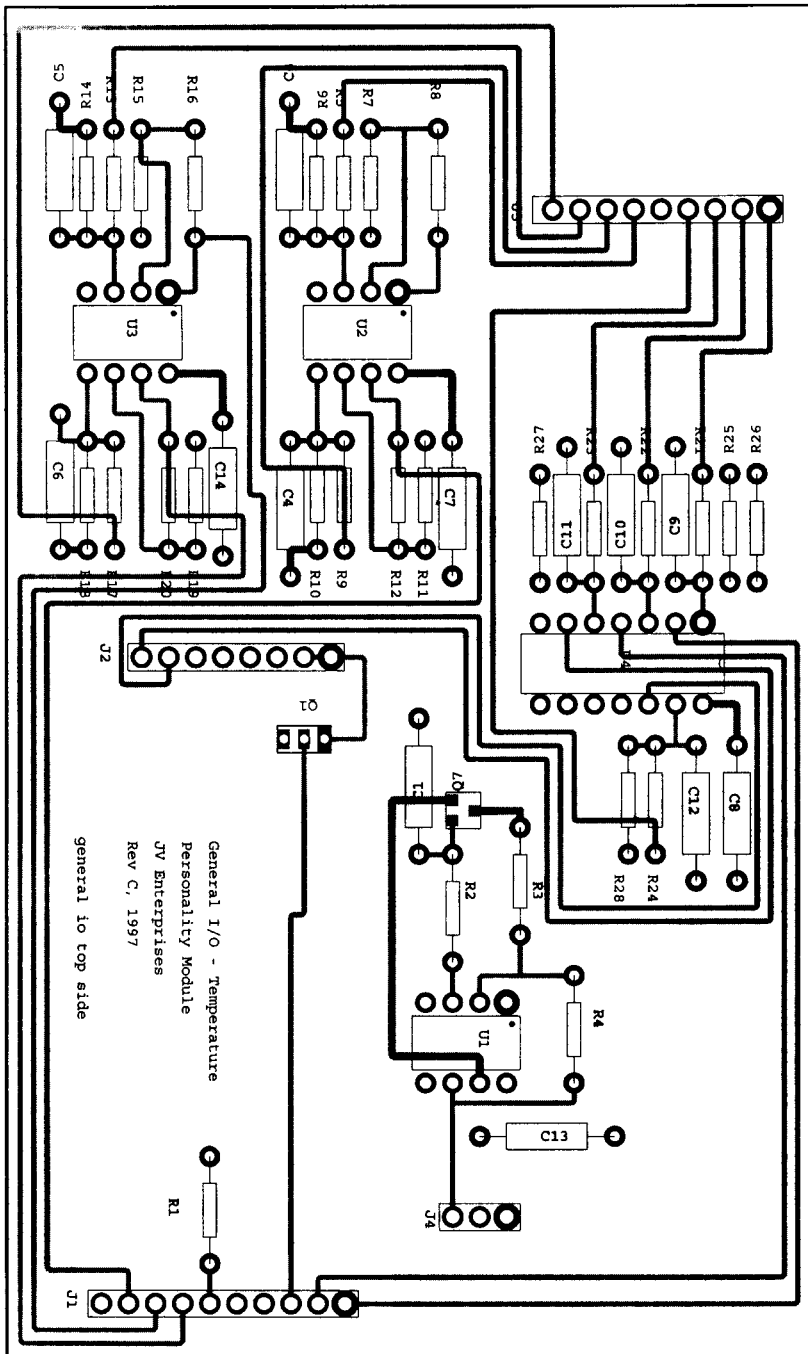 C5
R14
R15
R16
R6
R7
R8
U3
U2
C6
C14
R18
R20
R19
C4
C7
R10
R9
R12
R11
R27
C11
C10
C9
R25
R26
C12
C8
R28
R24
J2
Q1
C1
Q7
R2
R3
R4
U1
C13
J4
R1
J1
General I/O - Temperature
Personality Module
JV Enterprises
Rev C, 1997
general io top side